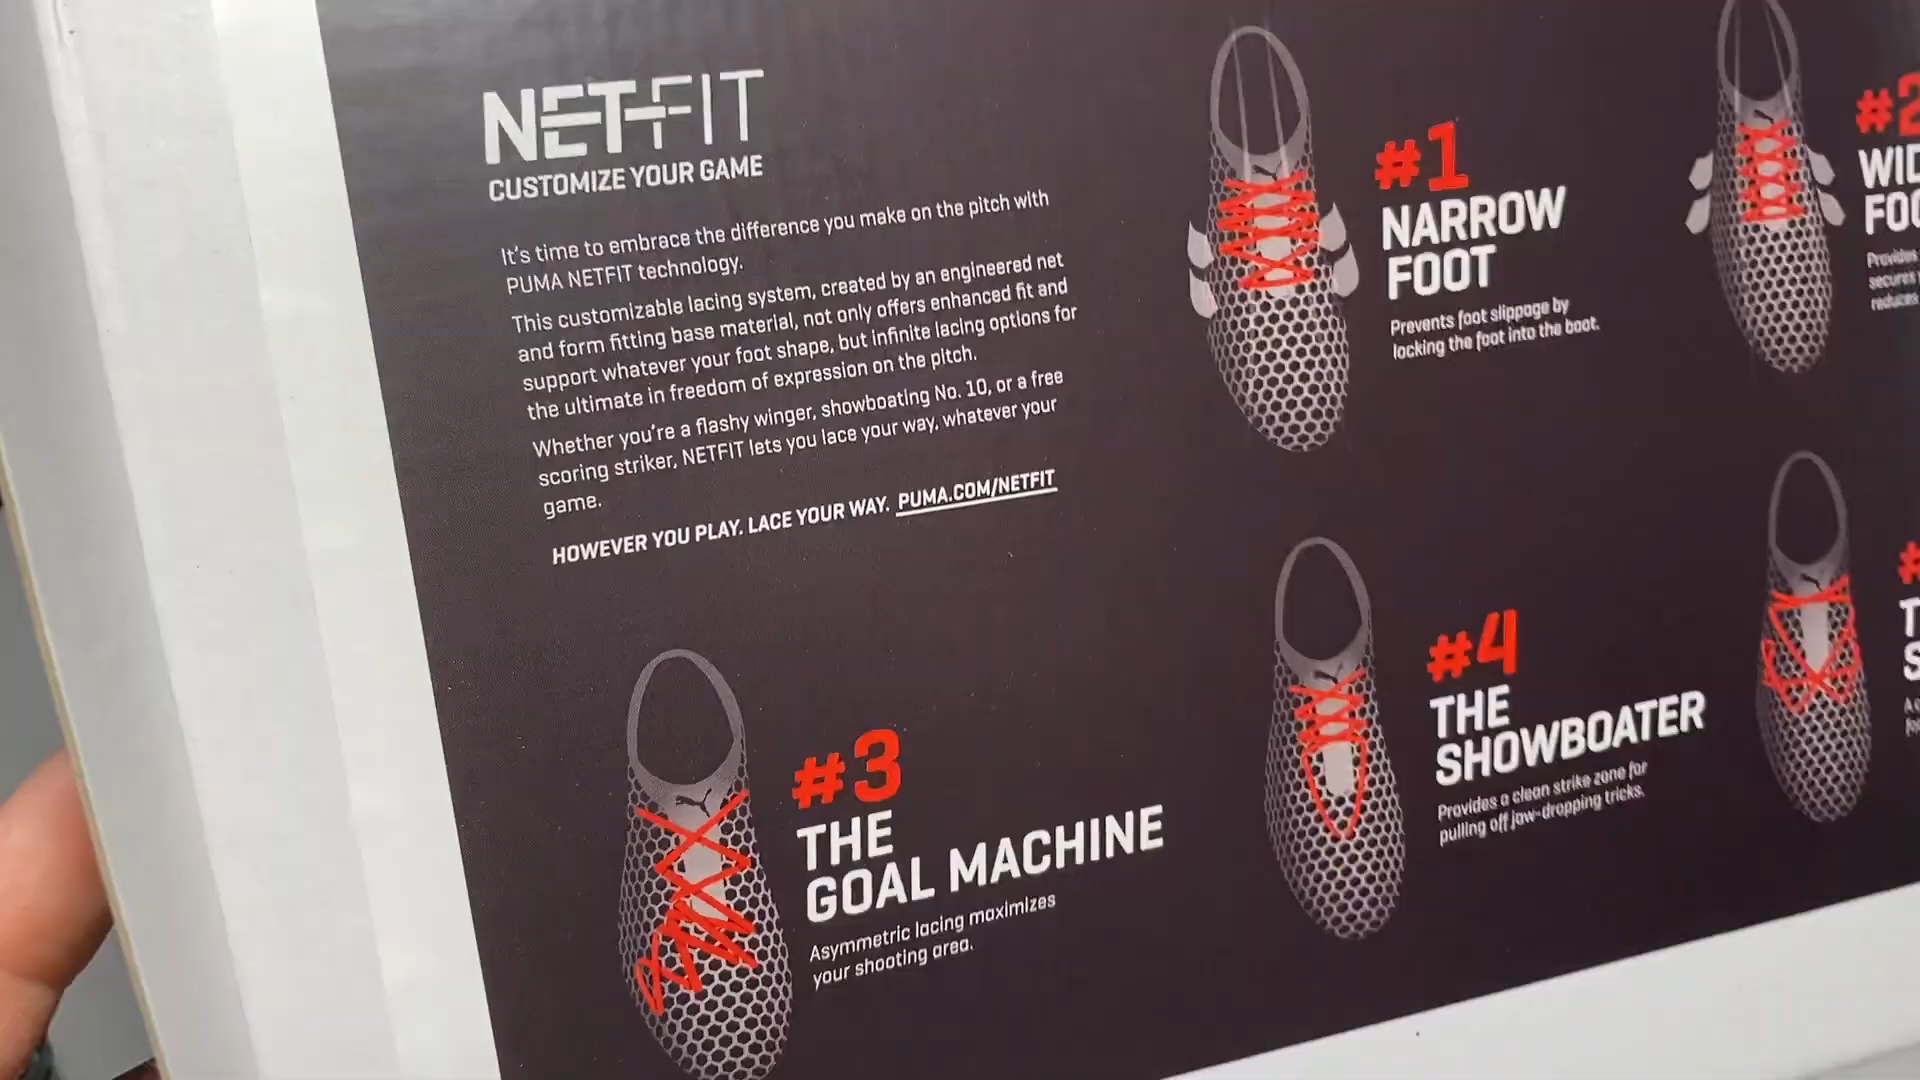 NETFIT
CUSTOMIZE YOUR GAME
It's time to embrace the difference you make on the pitch with
PUMA NETFIT technology.
This customizable lacing system, created by an engineered net
and form fitting base material, not only offers enhanced fit and
support whatever your foot shape, but infinite lacing options for
the ultimate in freedom of expression on the pitch.
Whether you're a flashy winger, showboating No. 10, or a free
scoring striker, NETFIT lets you lace your way, whatever your
game.
HOWEVER YOU PLAY. LACE YOUR WAY. PUMA.COM/NETFIT
#1
NARROW
FOOT
Prevents foot slippage by
locking the foot into the boot.
#2
Provides
secures
reduces
#3
THE
GOAL MACHINE
Asymmetric lacing maximizes
your shooting area.
#4
THE
SHOWBOATER
Provides a clean strike zone for
pulling off jaw-dropping tricks.